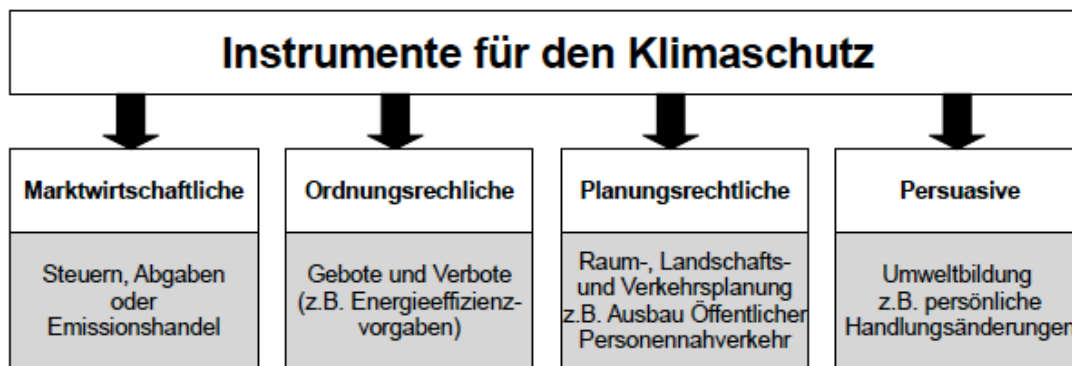 Instrumente für den Klimaschutz
Marktwirtschaftliche
Steuern, Abgaben
oder
Emissionshandel
Ordnungsrechliche
Gebote und Verbote
(z.B. Energieeffizienz-
vorgaben)
Planungsrechtliche
Raum-, Landschafts-
und Verkehrsplanung
z.B. Ausbau Öffentlicher
Personennahverkehr
Persuasive
Umweltbildung
z.B. persönliche
Handlungsänderungen